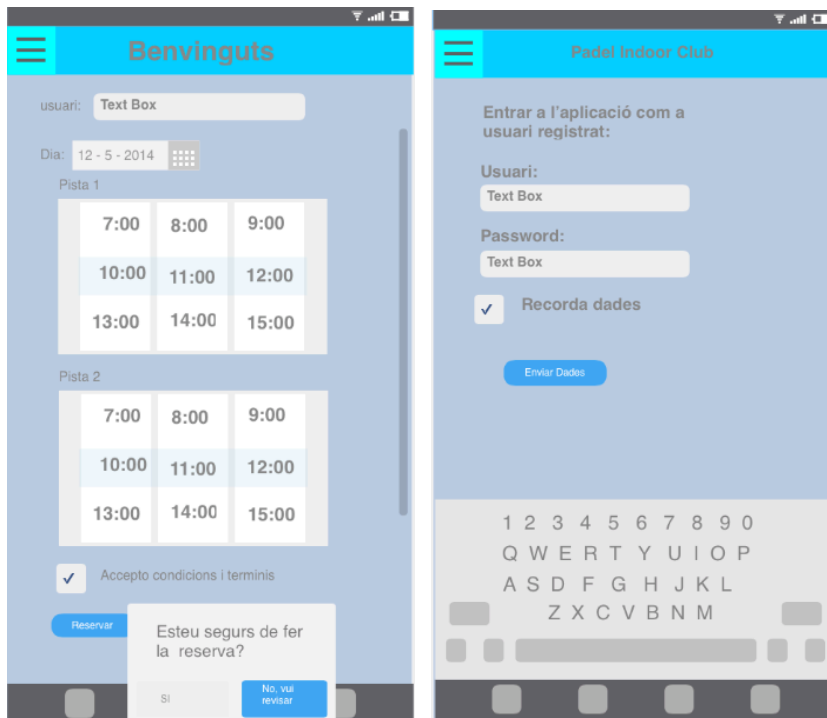 Benvinguts
usuari: Text Box
Dia: 12 - 5 - 2014
Pista 1
7:00 8:00 9:00
10:00 11:00 12:00
13:00 14:00 15:00
Pista 2
7:00 8:00 9:00
10:00 11:00 12:00
13:00 14:00 15:00
Accepto condicions i terminis
Reservar
Esteu segurs de fer
la reserva?
SI
No, vui
revisar
Padel Indoor Club
Entrar a l'aplicació com a
usuari registrat:
Usuari:
Text Box
Password:
Text Box
Recorda dades
Enviar Dades
1 2 3 4 5 6 7 8 9 0
Q W E R T Y U I O P
A S D F G H J K L
Z X C V B N M